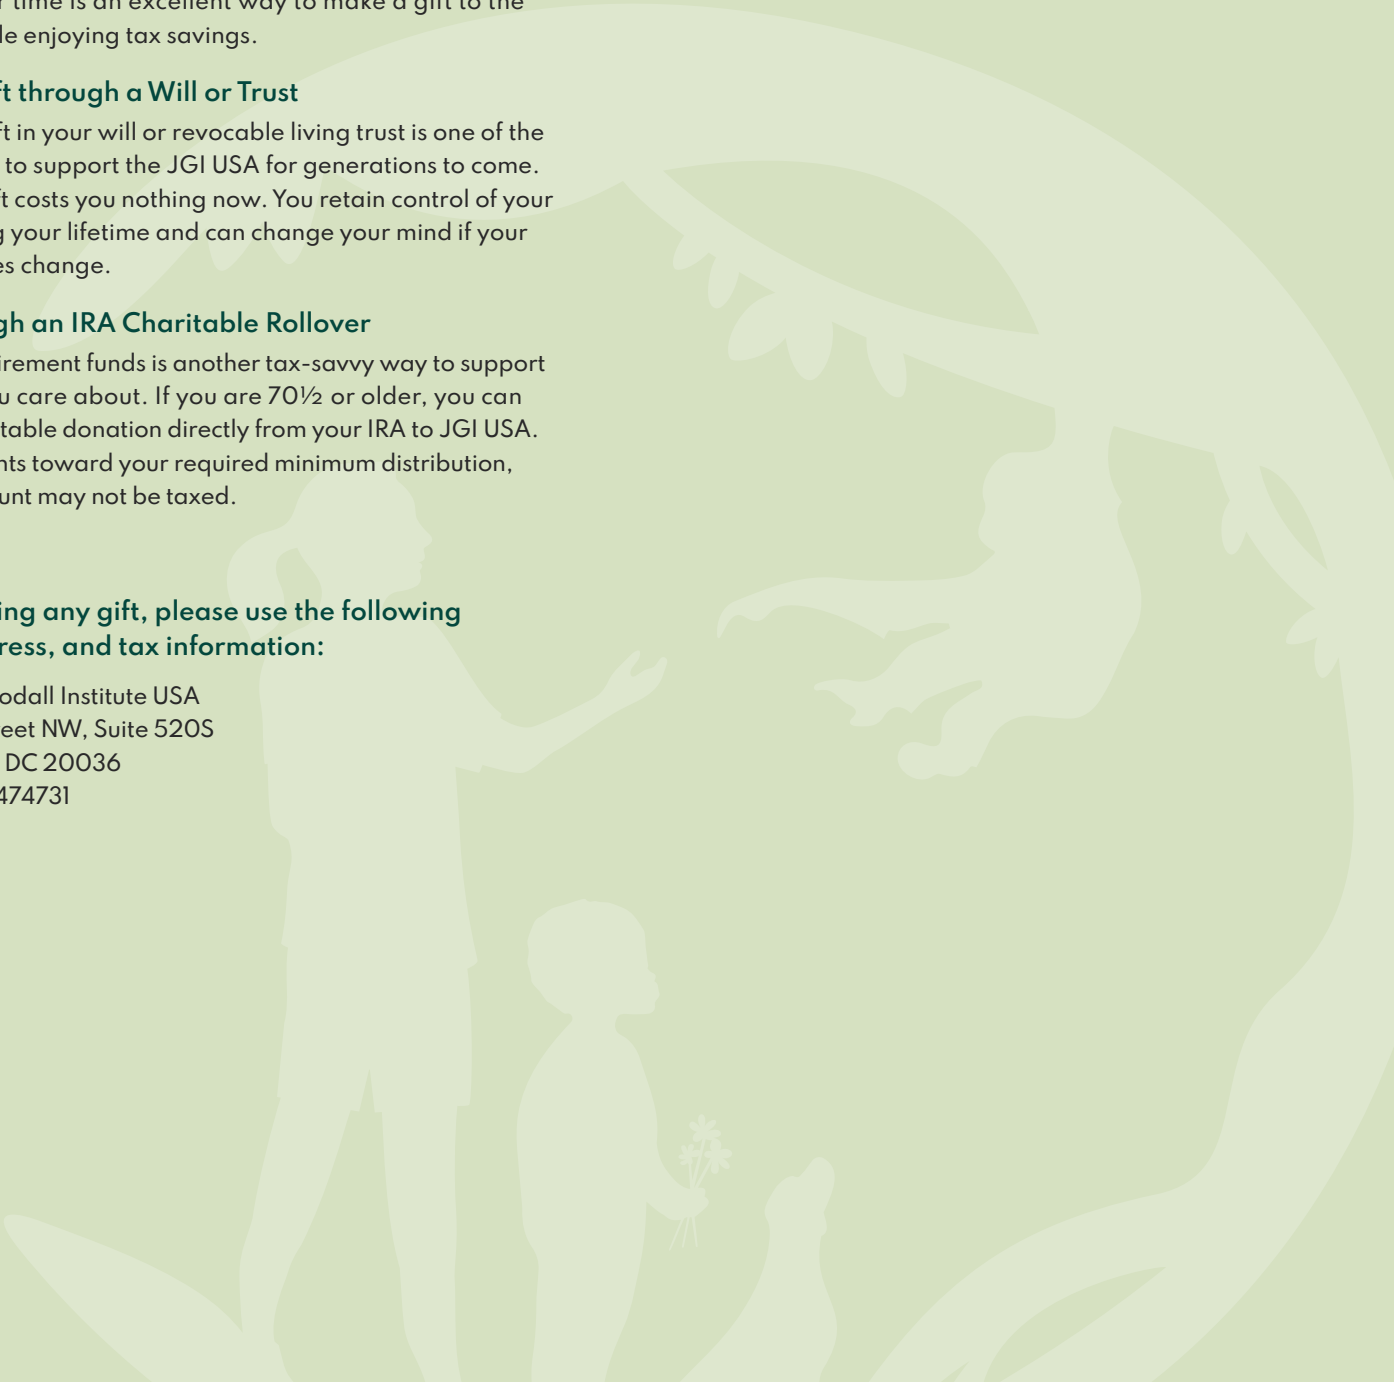 r time is an excellent way to make a gift to the
le enjoying tax savings.
ft through a Will or Trust
ft in your will or revocable living trust is one of the
to support the JGI USA for generations to come.
ft costs you nothing now. You retain control of your
g your lifetime and can change your mind if your
es change.
gh an IRA Charitable Rollover
irement funds is another tax-savvy way to support
u care about. If you are 70½ or older, you can
table donation directly from your IRA to JGI USA.
nts toward your required minimum distribution,
unt may not be taxed.
ing any gift, please use the following
ress, and tax information:
odall Institute USA
eet NW, Suite 520S
DC 20036
474731